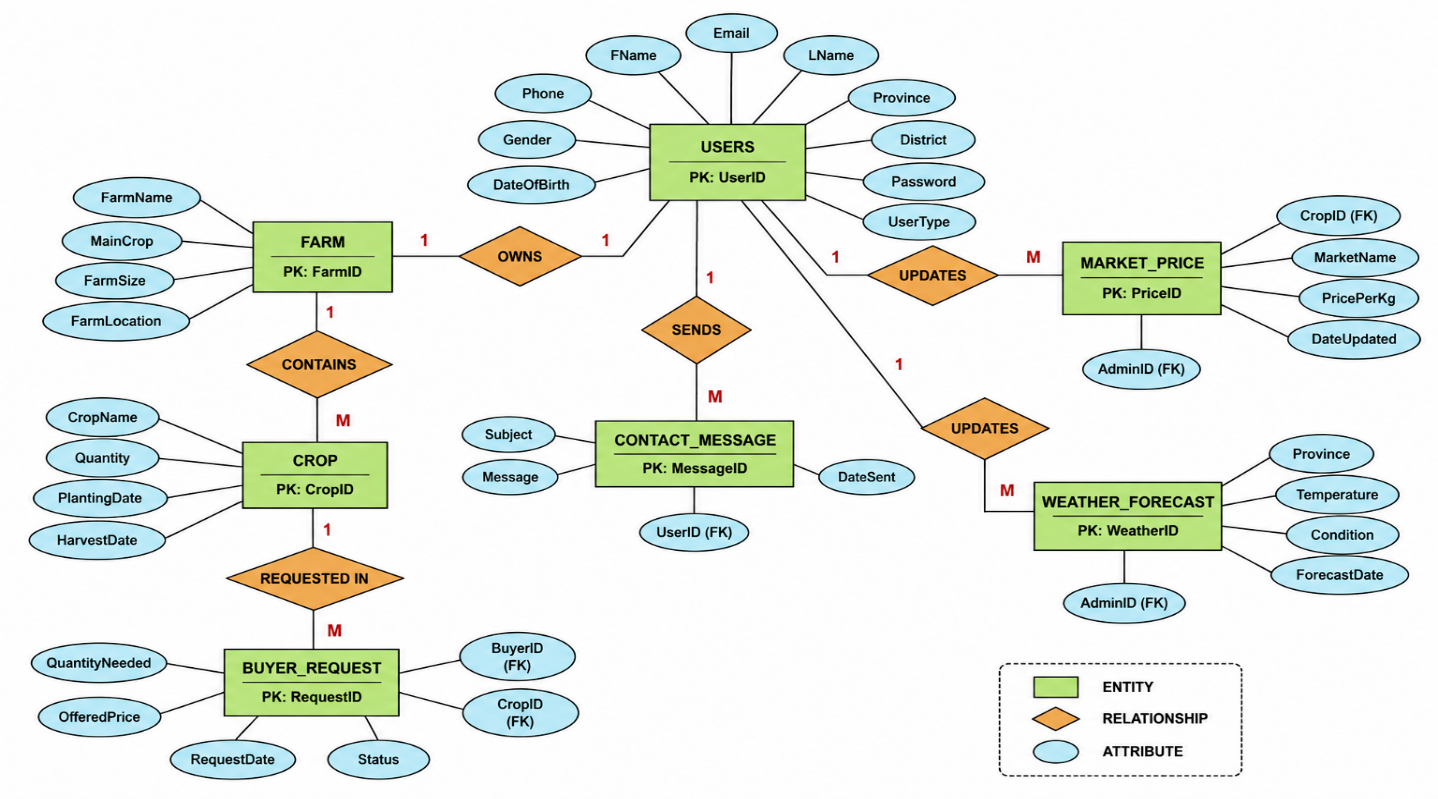 Email
FName
LName
Phone
Province
Gender
District
DateOfBirth
Password
UserType
USERS
PK: UserID
FarmName
MainCrop
FarmSize
FarmLocation
FARM
PK: FarmID
1
OWNS
1
1
UPDATES
M
MARKET_PRICE
PK: PriceID
CropID (FK)
MarketName
PricePerKg
DateUpdated
AdminID (FK)
1
CONTAINS
M
1
SENDS
M
1
UPDATES
M
CropName
Quantity
PlantingDate
HarvestDate
CROP
PK: CropID
Subject
Message
CONTACT_MESSAGE
PK: MessageID
DateSent
UserID (FK)
WEATHER_FORECAST
PK: WeatherID
Province
Temperature
Condition
ForecastDate
AdminID (FK)
1
REQUESTED IN
M
QuantityNeeded
OfferedPrice
BUYER_REQUEST
PK: RequestID
BuyerID
(FK)
CropID
(FK)
RequestDate
Status
ENTITY
RELATIONSHIP
ATTRIBUTE